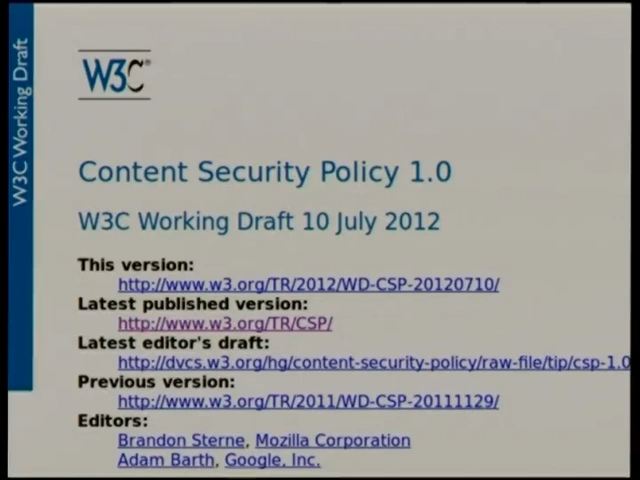 W3C Working Draft
W3C®
Content Security Policy 1.0
W3C Working Draft 10 July 2012
This version:
http://www.w3.org/TR/2012/WD-CSP-20120710/
Latest published version:
http://www.w3.org/TR/CSP/
Latest editor's draft:
http://dvcs.w3.org/hg/content-security-policy/raw-file/tip/csp-1.0
Previous version:
http://www.w3.org/TR/2011/WD-CSP-20111129/
Editors:
Brandon Sterne, Mozilla Corporation
Adam Barth, Google, Inc.